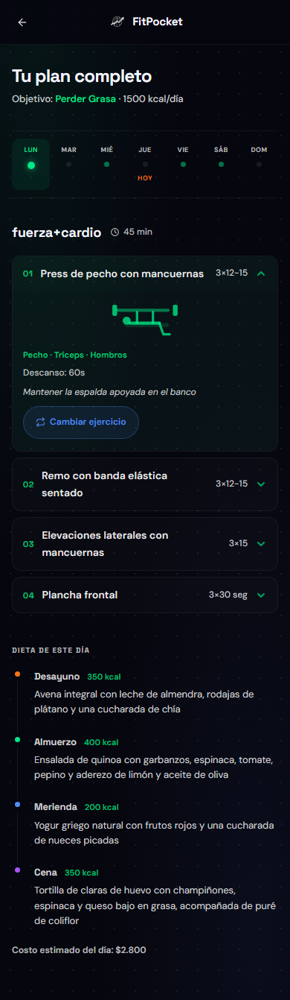 FitPocket
Tu plan completo
Objetivo: Perder Grasa · 1500 kcal/día
LUN MAR MIÉ JUE VIE SÁB DOM
HOY
fuerza+cardio 45 min
01 Press de pecho con mancuernas 3×12-15
Pecho · Tríceps · Hombros
Descanso: 60s
Mantener la espalda apoyada en el banco
Cambiar ejercicio
02 Remo con banda elástica
sentado 3×12-15
03 Elevaciones laterales con
mancuernas 3×15
04 Plancha frontal 3×30 seg
DIETA DE ESTE DÍA
Desayuno 350 kcal
Avena integral con leche de almendra, rodajas de
plátano y una cucharada de chía
Almuerzo 400 kcal
Ensalada de quinoa con garbanzos, espinaca, tomate,
pepino y aderezo de limón y aceite de oliva
Merienda 200 kcal
Yogur griego natural con frutos rojos y una cucharada
de nueces picadas
Cena 350 kcal
Tortilla de claras de huevo con champiñones,
espinaca y queso bajo en grasa, acompañada de puré
de coliflor
Costo estimado del día: $2.800